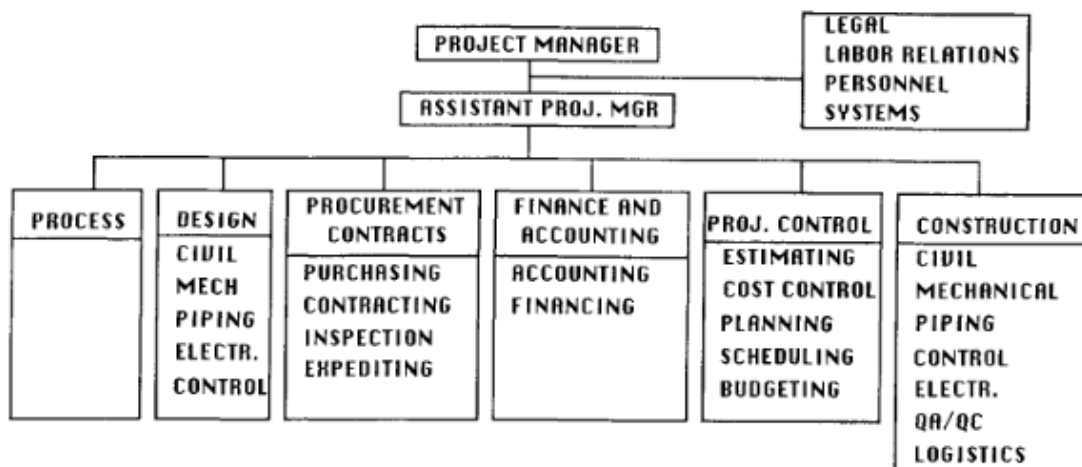 PROJECT MANAGER
LEGAL
LABOR RELATIONS
PERSONNEL
SYSTEMS
ASSISTANT PROJ. MGR
PROCESS
DESIGN
CIVIL
MECH
PIPING
ELECTR.
CONTROL
PROCUREMENT
CONTRACTS
PURCHASING
CONTRACTING
INSPECTION
EXPEDITING
FINANCE AND
ACCOUNTING
ACCOUNTING
FINANCING
PROJ. CONTROL
ESTIMATING
COST CONTROL
PLANNING
SCHEDULING
BUDGETING
CONSTRUCTION
CIVIL
MECHANICAL
PIPING
CONTROL
ELECTR.
QA/QC
LOGISTICS